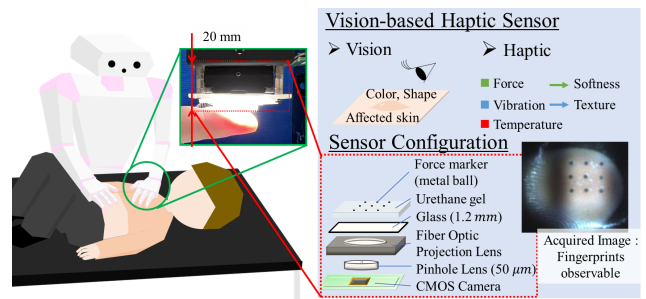 20 mm
Vision-based Haptic Sensor
➢ Vision
➢ Haptic
Color, Shape
Affected skin
Force
Softness
Vibration
Texture
Temperature
Sensor Configuration
Force marker
(metal ball)
Urethane gel
Glass (1.2 mm)
Fiber Optic
Projection Lens
Pinhole Lens (50 μm)
CMOS Camera
Acquired Image :
Fingerprints
observable